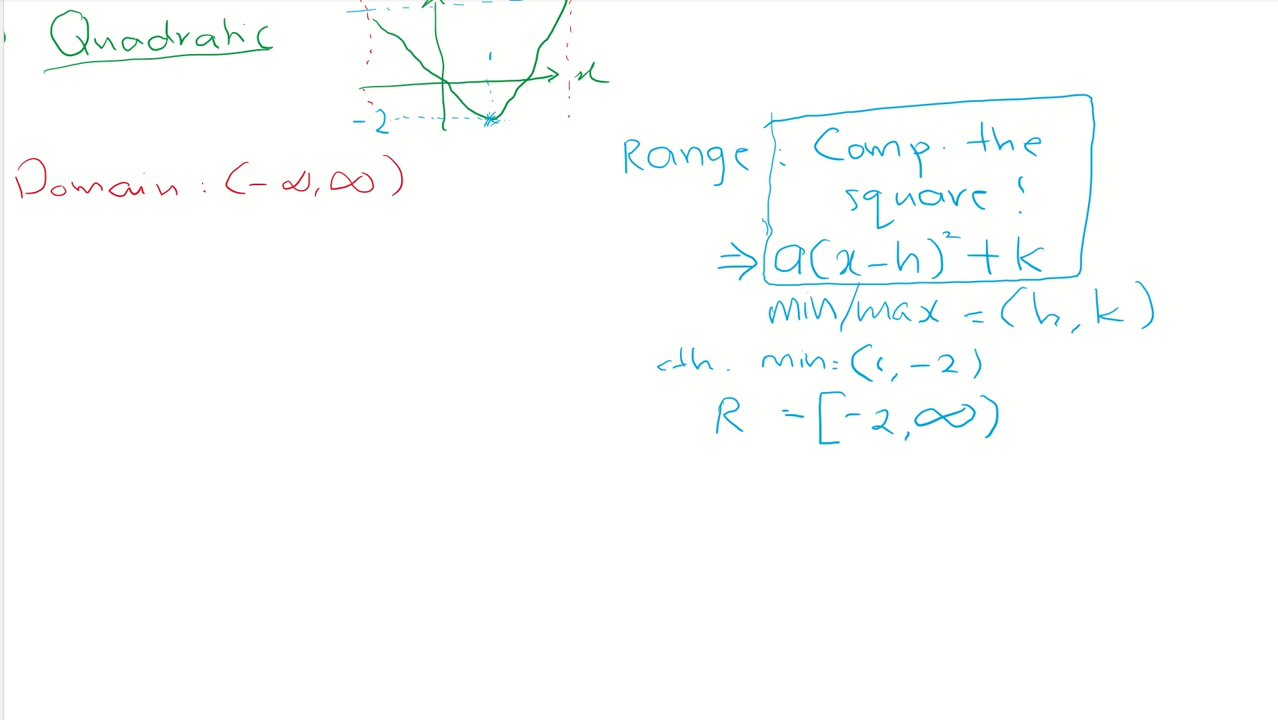 Quadratic
x
-2
Domain : (-∞,∞)
Range : Comp. the
square !
⇒ a(x-h)² + k
min/max = (h, k)
min: (1, -2)
R = [-2, ∞)